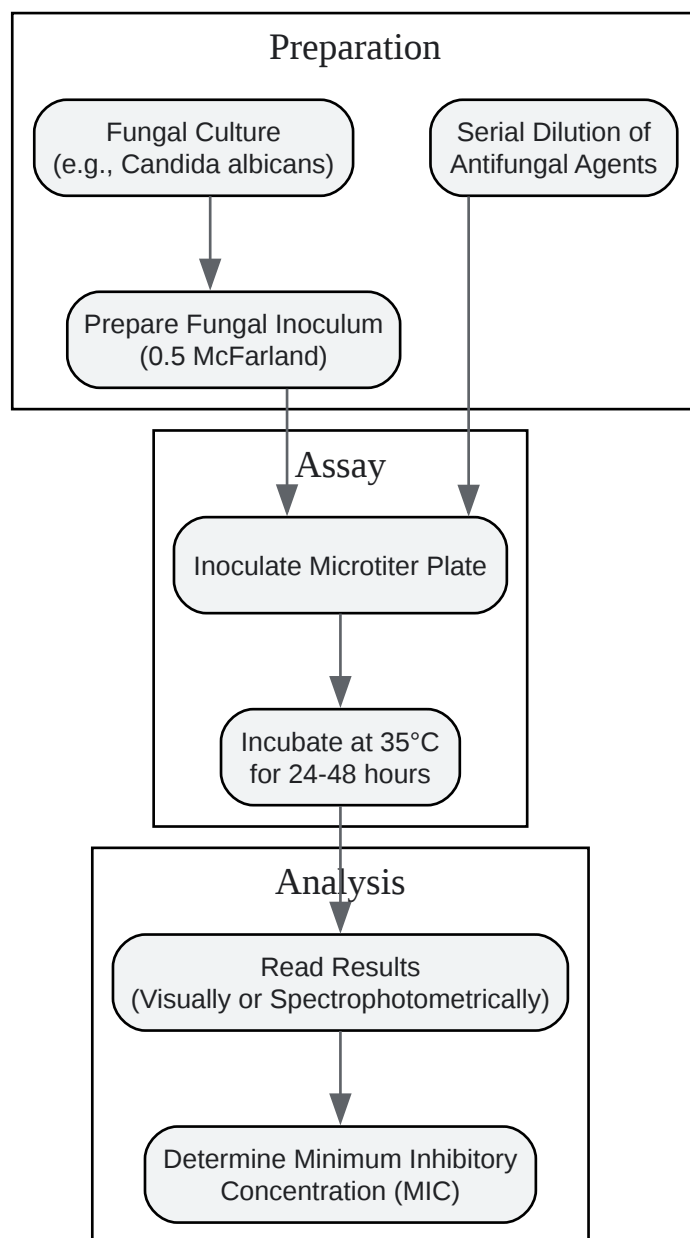 Preparation
Fungal Culture
(e.g., Candida albicans)
Serial Dilution of
Antifungal Agents
Prepare Fungal Inoculum
(0.5 McFarland)
Assay
Inoculate Microtiter Plate
Incubate at 35°C
for 24-48 hours
Analysis
Read Results
(Visually or Spectrophotometrically)
Determine Minimum Inhibitory
Concentration (MIC)